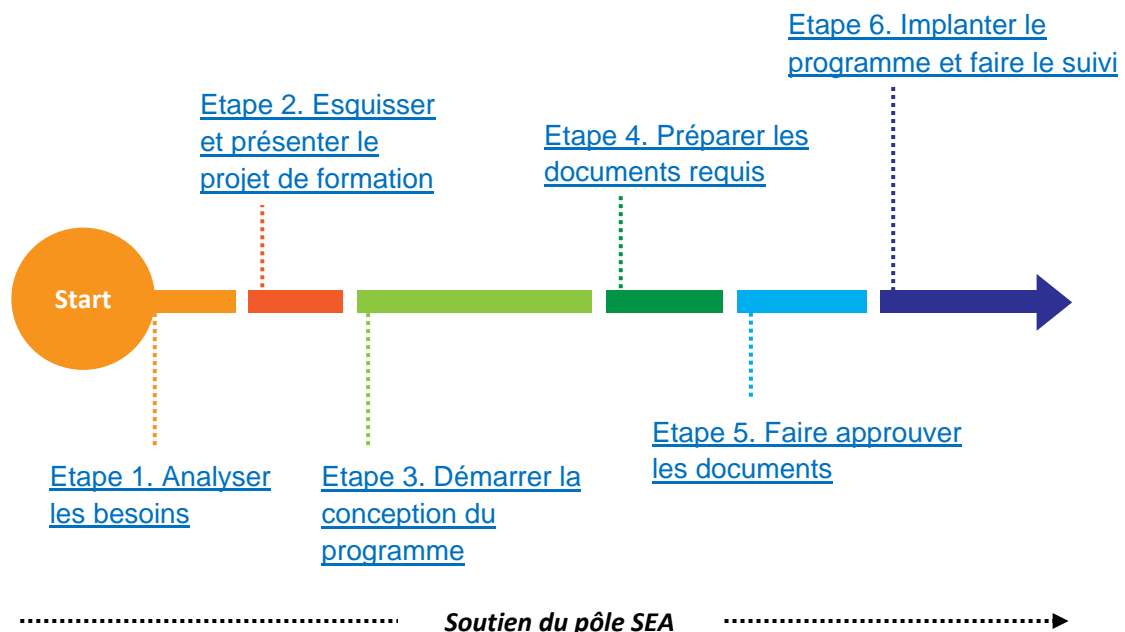 Etape 6. Implanter le
programme et faire le suivi
Etape 2. Esquisser
et présenter le
projet de formation
Etape 4. Préparer les
documents requis
Start
Etape 5. Faire approuver
les documents
Etape 1. Analyser
les besoins
Etape 3. Démarrer la
conception du
programme
Soutien du pôle SEA